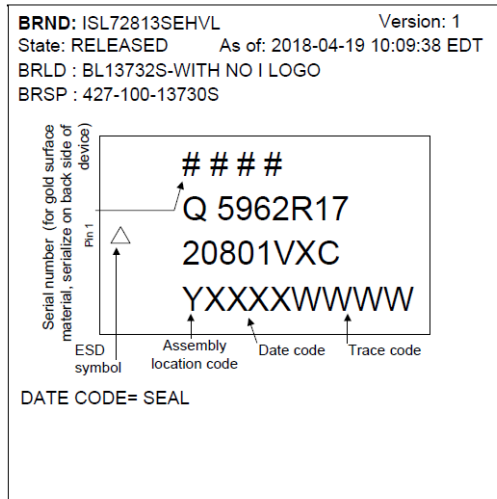 BRND: ISL72813SEHVL Version: 1
State: RELEASED As of: 2018-04-19 10:09:38 EDT
BRLD : BL13732S-WITH NO I LOGO
BRSP : 427-100-13730S
Serial number (for gold surface
material, serialize on back side of
device)
Pin 1
# # # #
Q 5962R17
20801VXC
YXXXXWWWW
ESD
symbol
Assembly
location code
Date code
Trace code
DATE CODE= SEAL